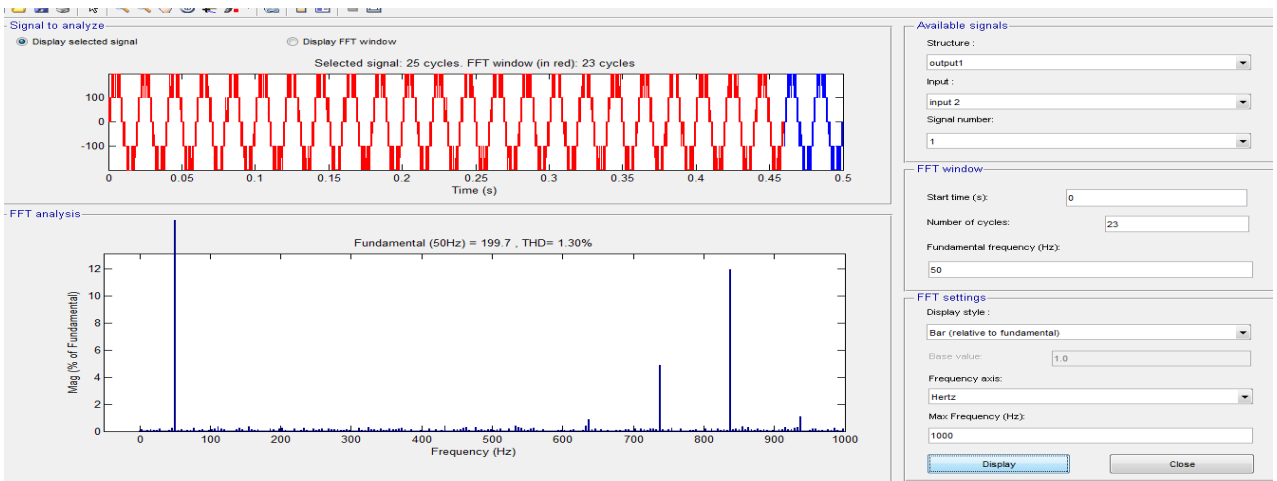 Signal to analyze
Display selected signal
Display FFT window
Selected signal: 25 cycles. FFT window (in red): 23 cycles
100
0
-100
0 0.05 0.1 0.15 0.2 0.25 0.3 0.35 0.4 0.45 0.5
Time (s)
FFT analysis
Fundamental (50Hz) = 199.7 , THD= 1.30%
12
10
8
6
4
2
0
Mag (% of Fundamental)
0 100 200 300 400 500 600 700 800 900 1000
Frequency (Hz)
Available signals
Structure :
output1
Input :
input 2
Signal number:
1
FFT window
Start time (s): 0
Number of cycles: 23
Fundamental frequency (Hz):
50
FFT settings
Display style :
Bar (relative to fundamental)
Base value: 1.0
Frequency axis:
Hertz
Max Frequency (Hz):
1000
Display Close